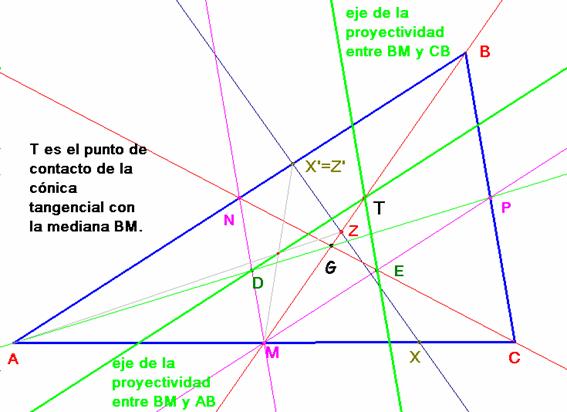 eje de la
proyectividad
entre BM y CB
B
T es el punto de
contacto de la
cónica
tangencial con
la mediana BM.
X'=Z'
N
T
P
Z
G
D
E
A
M
X
C
eje de la
proyectividad
entre BM y AB